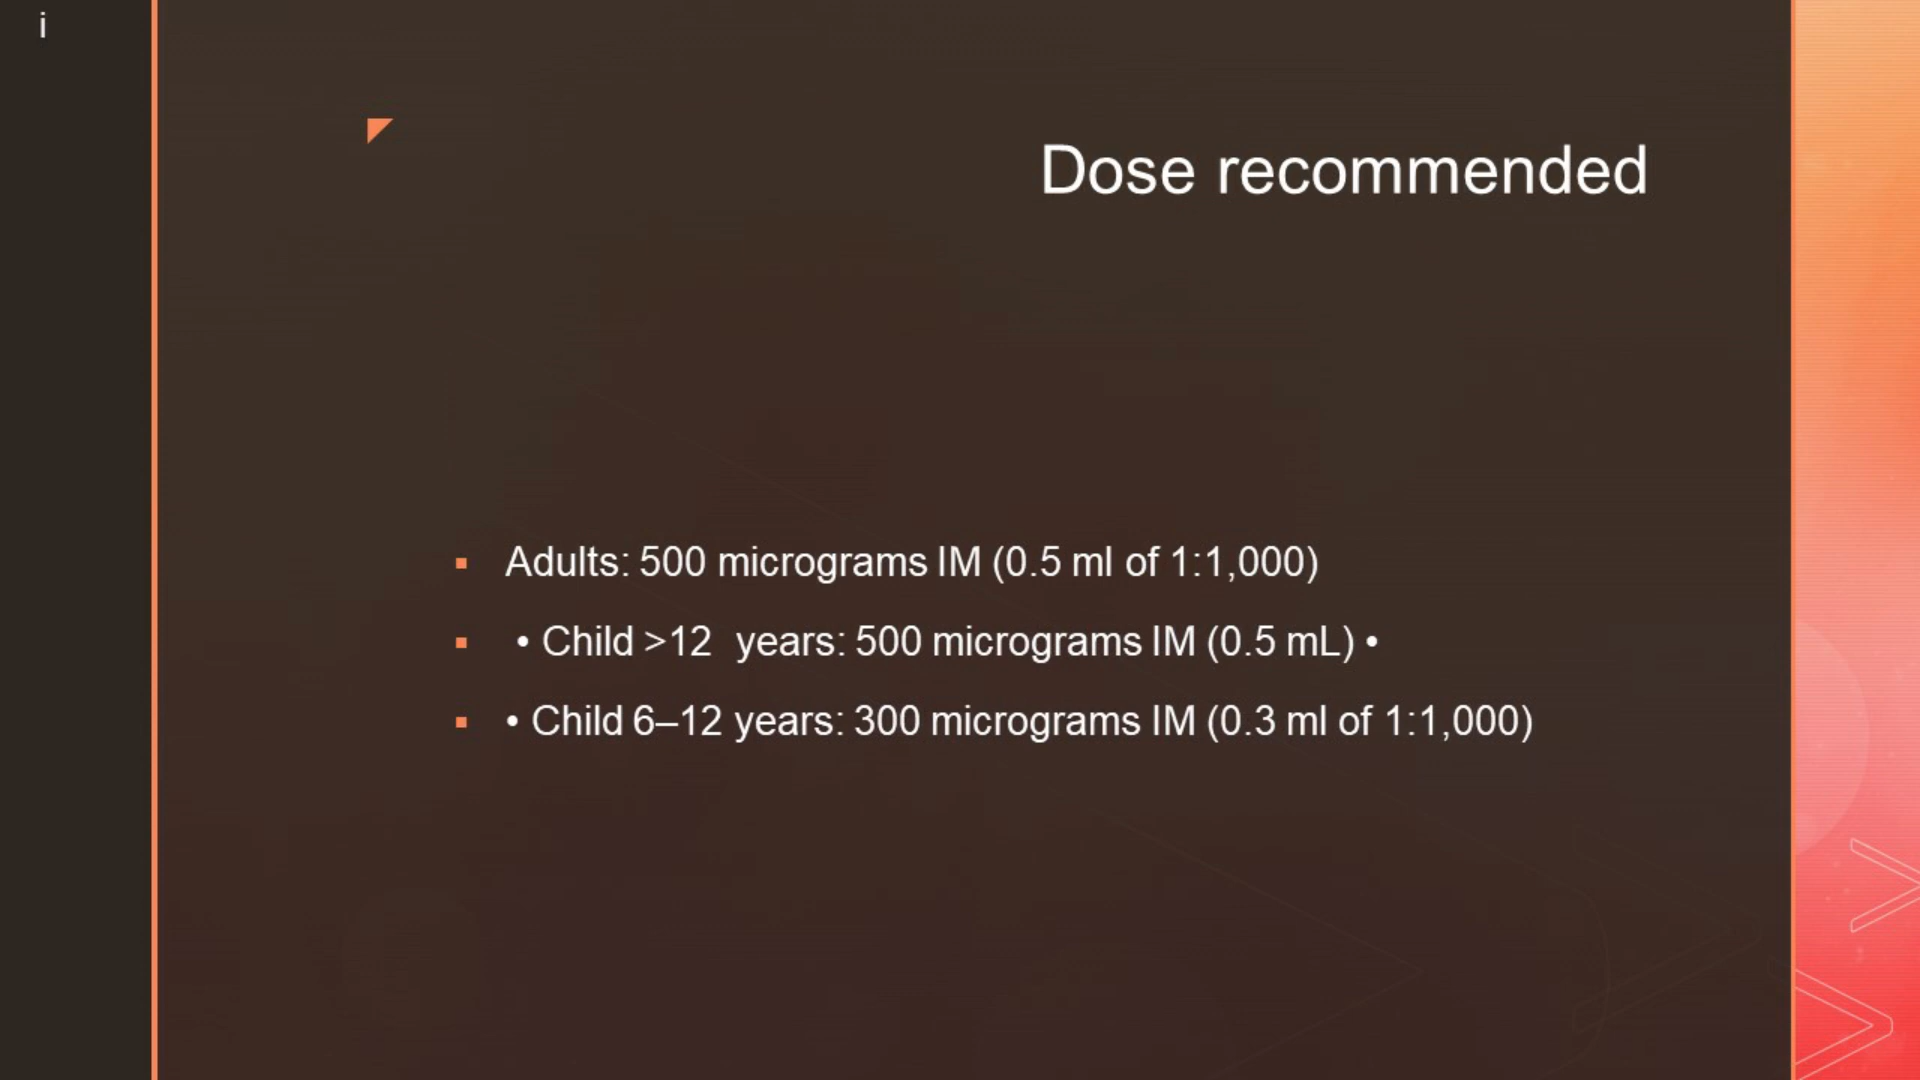 i
Dose recommended
▪ Adults: 500 micrograms IM (0.5 ml of 1:1,000)
▪ • Child >12 years: 500 micrograms IM (0.5 mL) •
▪ • Child 6–12 years: 300 micrograms IM (0.3 ml of 1:1,000)